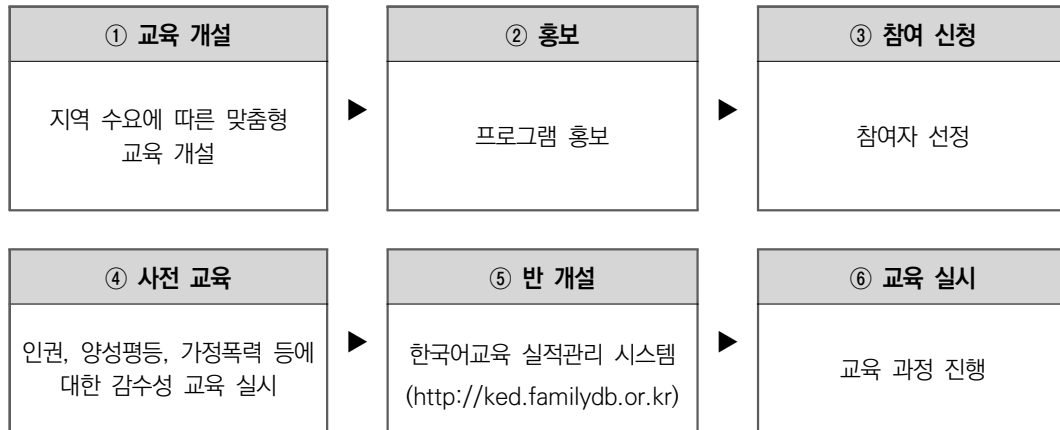 ① 교육 개설
지역 수요에 따른 맞춤형
교육 개설
▶
② 홍보
프로그램 홍보
▶
③ 참여 신청
참여자 선정
④ 사전 교육
인권, 양성평등, 가정폭력 등에
대한 감수성 교육 실시
▶
⑤ 반 개설
한국어교육 실적관리 시스템
(http://ked.familydb.or.kr)
▶
⑥ 교육 실시
교육 과정 진행